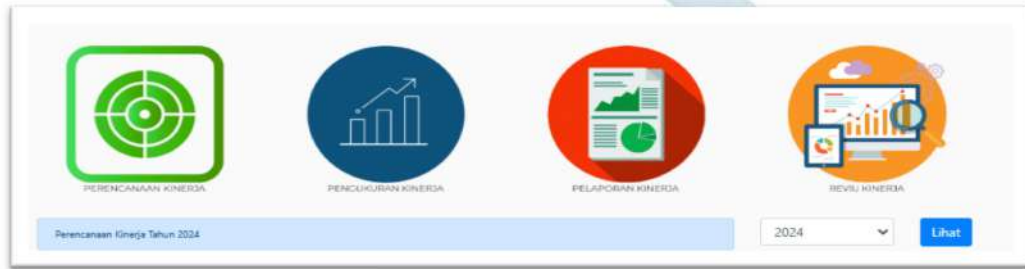 PERENCANAAN KINERJA
PENGUKURAN KINERJA
PELAPORAN KINERJA
REVIU KINERJA
Perencanaan Kinerja Tahun 2024
2024
Lihat